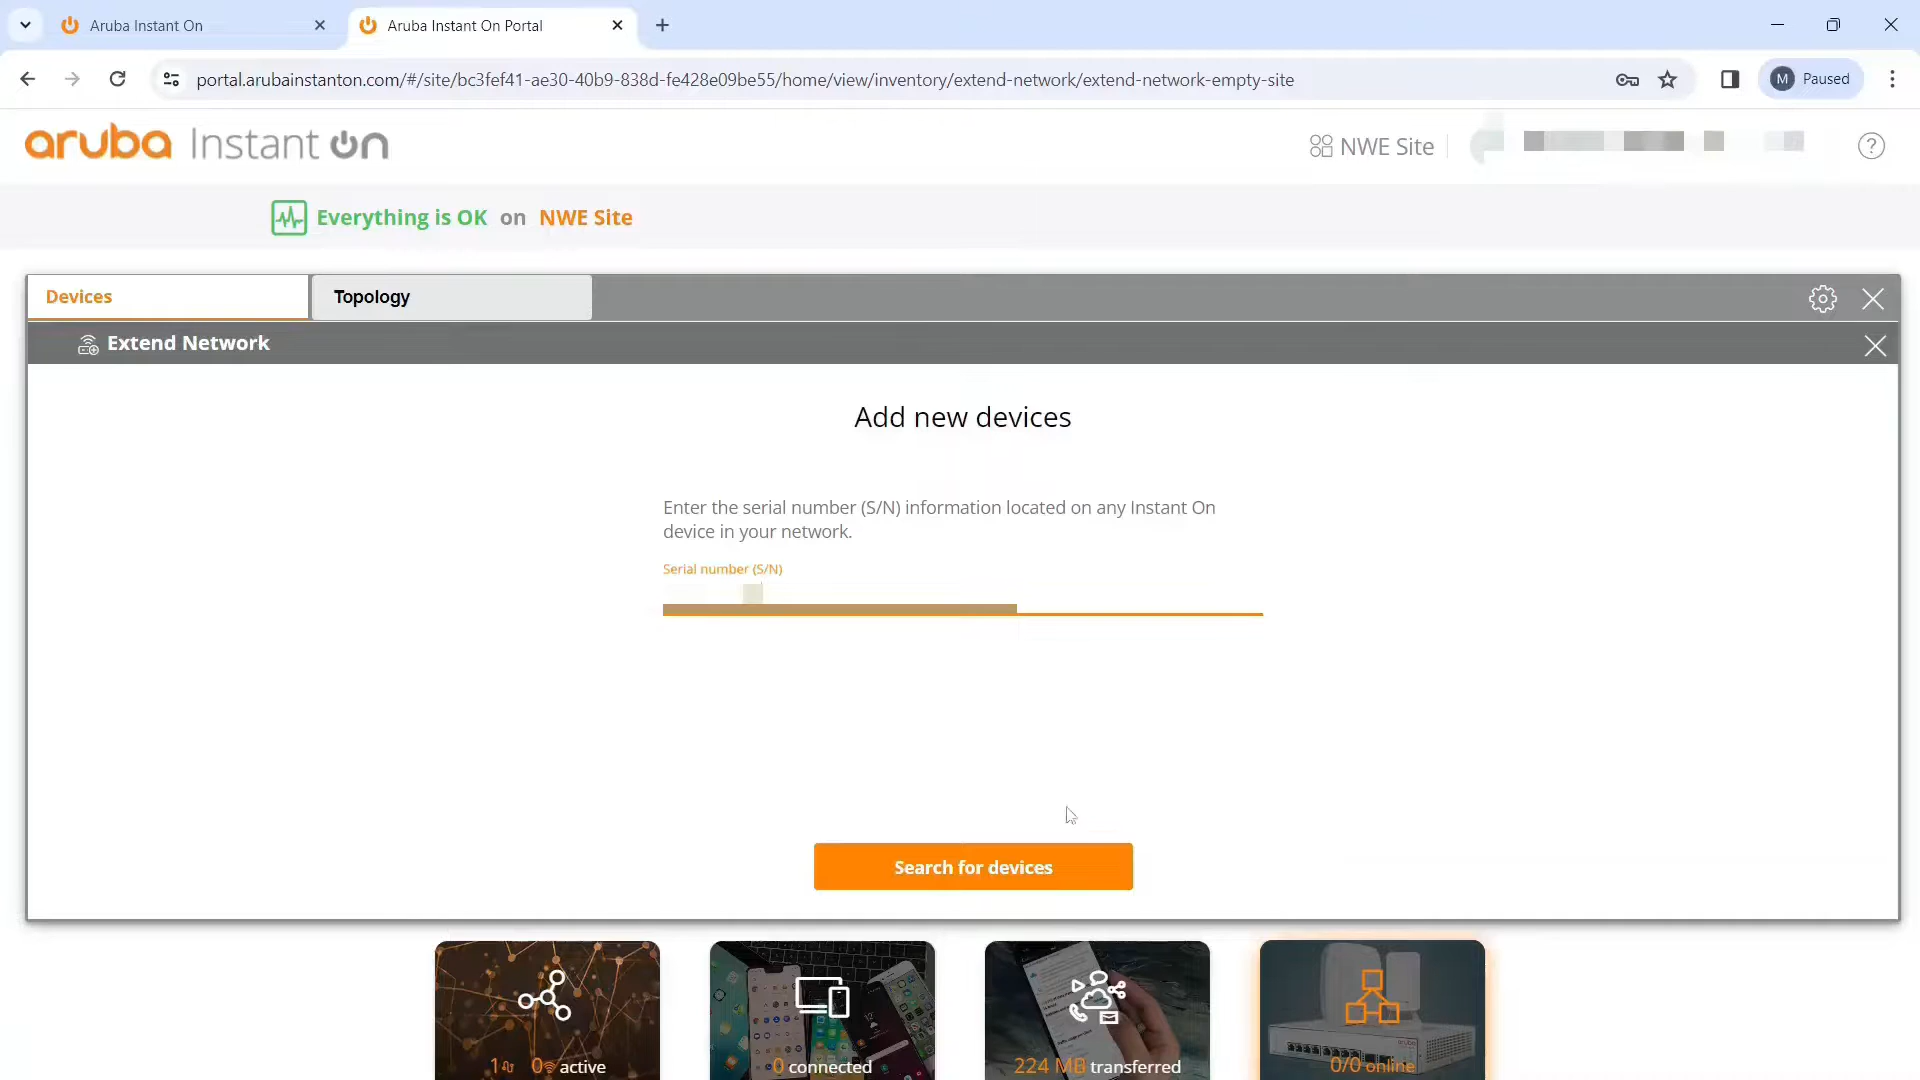 Aruba Instant On
Aruba Instant On Portal
portal.arubainstanton.com/#/site/bc3fef41-ae30-40b9-838d-fe428e09be55/home/view/inventory/extend-network/extend-network-empty-site
M Paused
aruba Instant On
NWE Site
?
Everything is OK on NWE Site
Devices
Topology
Extend Network
Add new devices
Enter the serial number (S/N) information located on any Instant On
device in your network.
Serial number (S/N)
Search for devices
1 0 active
0 connected
224 MB transferred
0/0 online